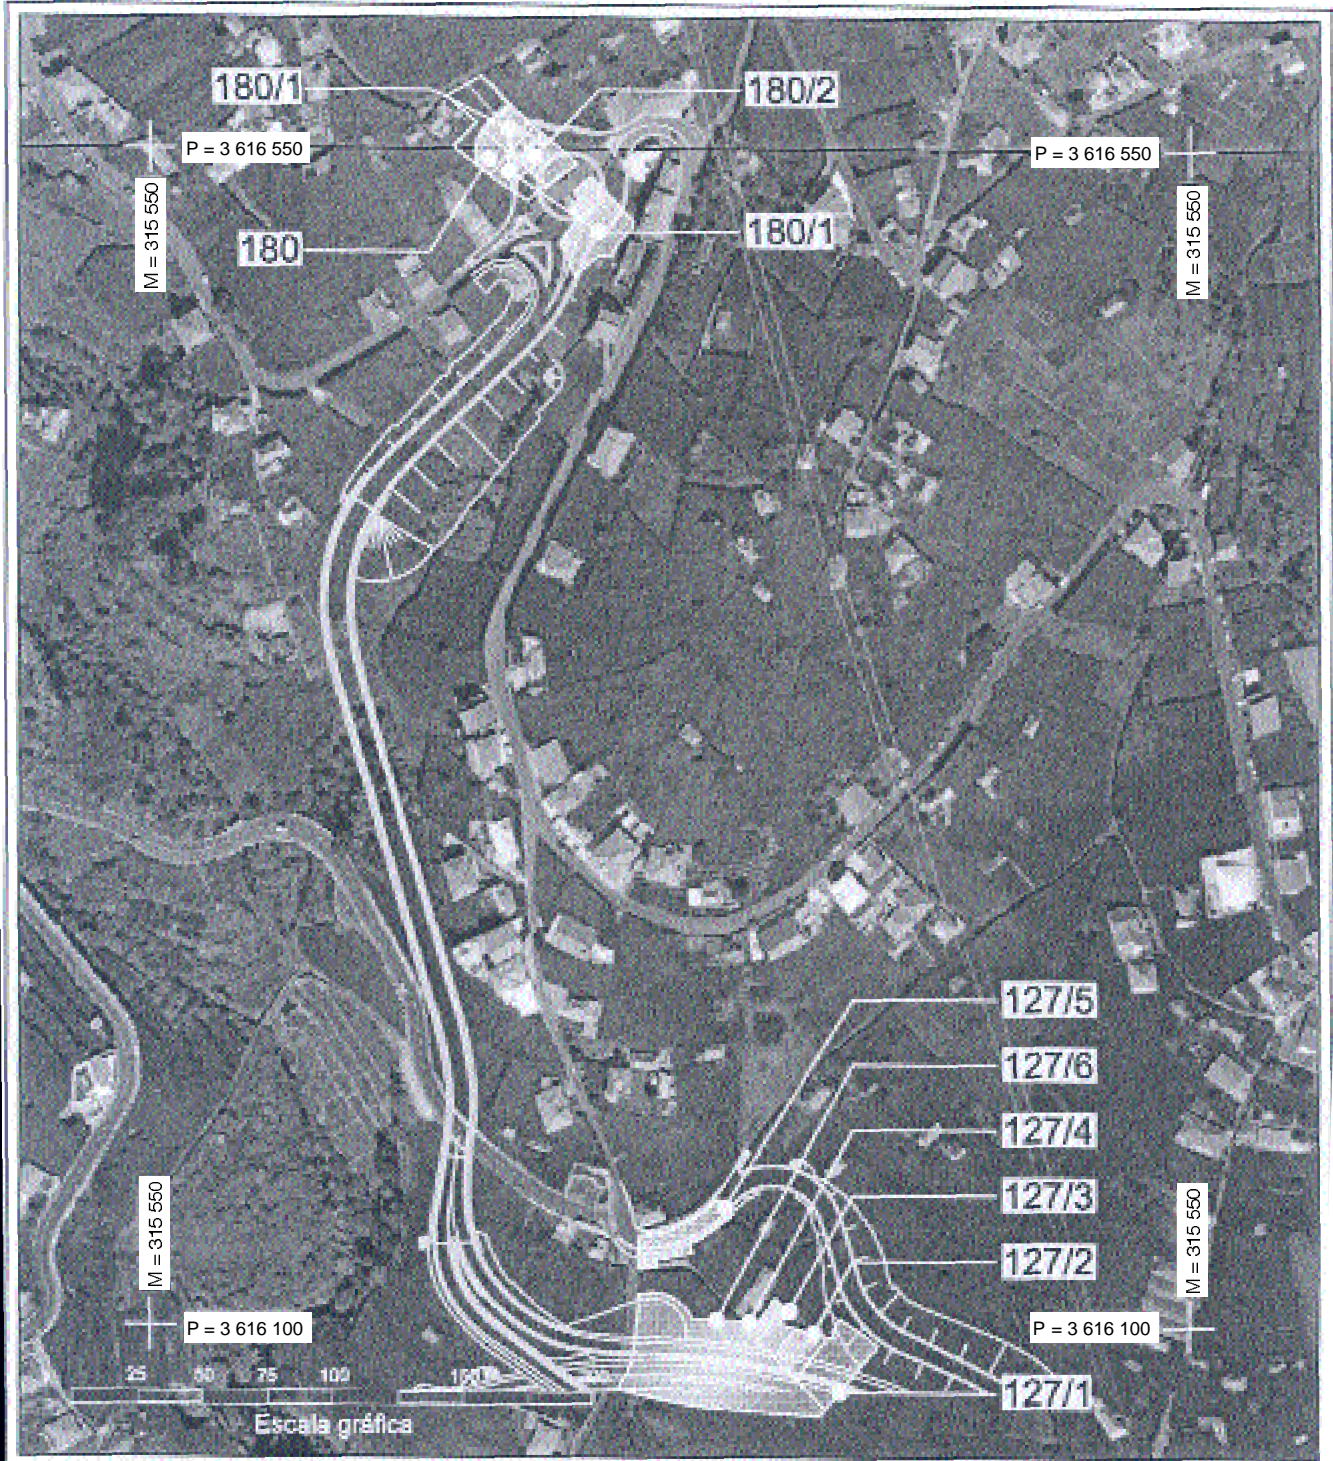 180/1
180/2
P = 3 616 550
P = 3 616 550
M = 315 550
M = 315 550
180
180/1
127/5
127/6
127/4
127/3
127/2
M = 315 550
M = 315 550
P = 3 616 100
P = 3 616 100
25 50 75 100
127/1
Escala gráfica